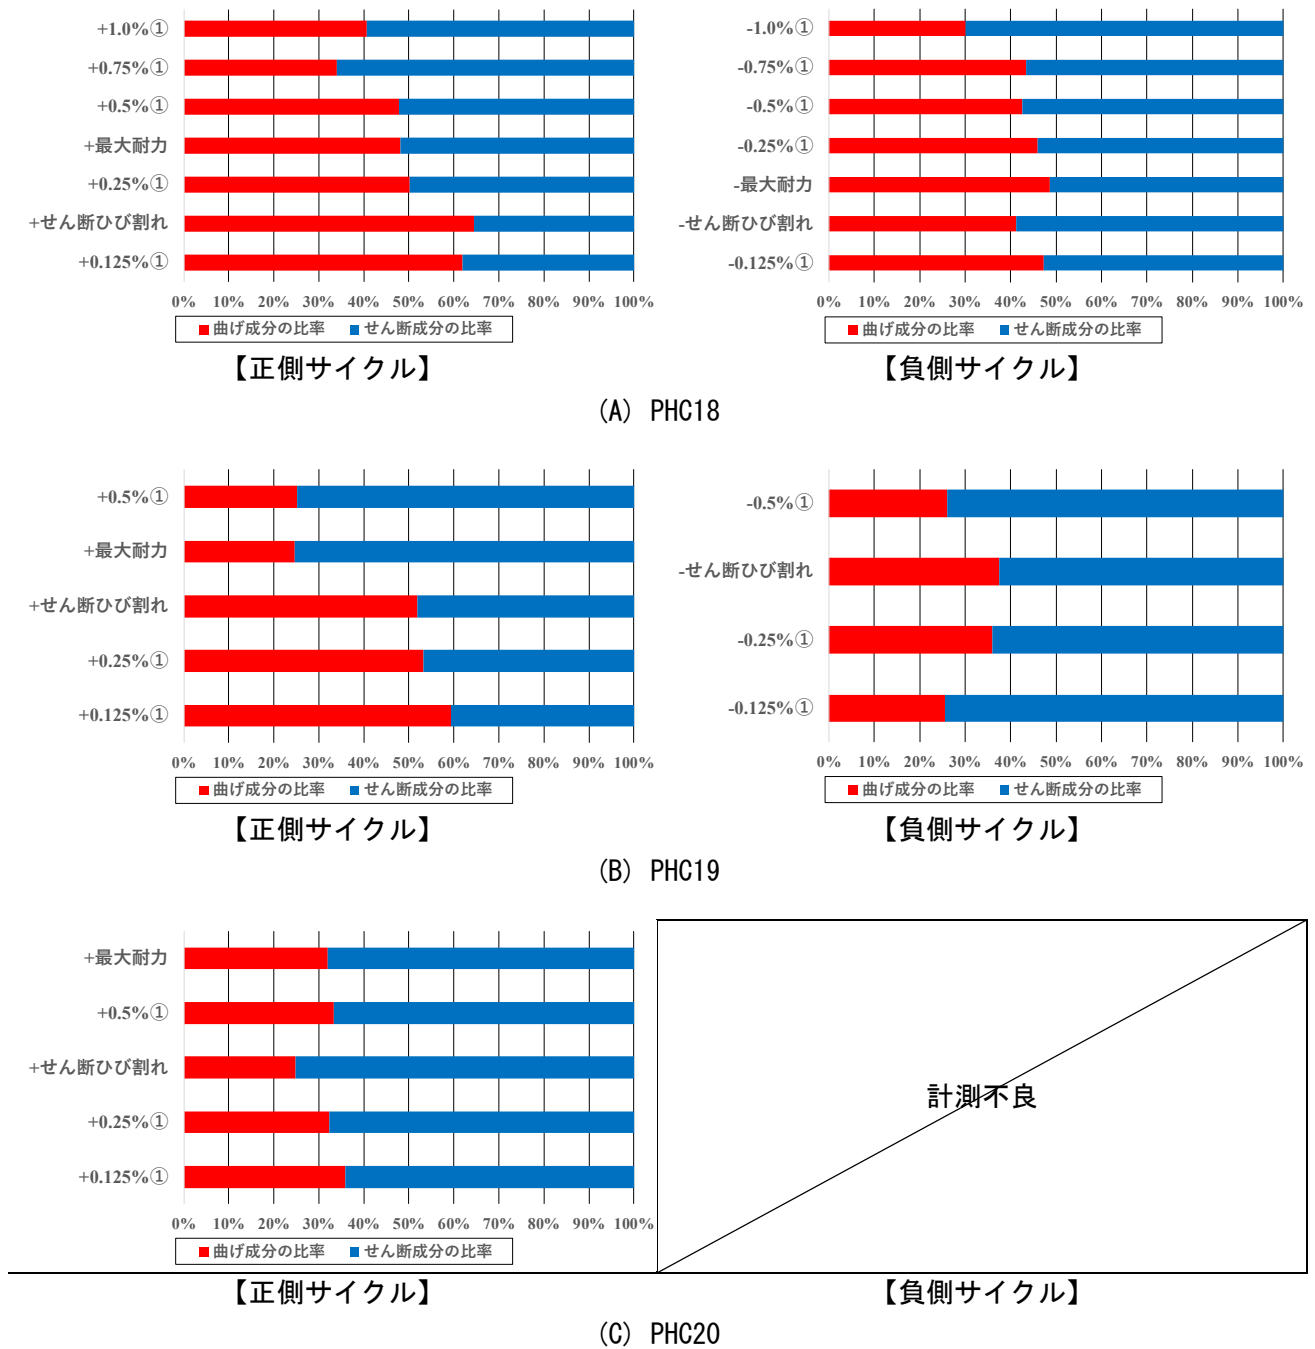 +1.0%①
+0.75%①
+0.5%①
+最大耐力
+0.25%①
+せん断ひび割れ
+0.125%①
0% 10% 20% 30% 40% 50% 60% 70% 80% 90% 100%
曲げ成分の比率 せん断成分の比率
【正側サイクル】
-1.0%①
-0.75%①
-0.5%①
-0.25%①
-最大耐力
-せん断ひび割れ
-0.125%①
0% 10% 20% 30% 40% 50% 60% 70% 80% 90% 100%
曲げ成分の比率 せん断成分の比率
【負側サイクル】
(A) PHC18
+0.5%①
+最大耐力
+せん断ひび割れ
+0.25%①
+0.125%①
0% 10% 20% 30% 40% 50% 60% 70% 80% 90% 100%
曲げ成分の比率 せん断成分の比率
【正側サイクル】
-0.5%①
-せん断ひび割れ
-0.25%①
-0.125%①
0% 10% 20% 30% 40% 50% 60% 70% 80% 90% 100%
曲げ成分の比率 せん断成分の比率
【負側サイクル】
(B) PHC19
+最大耐力
+0.5%①
+せん断ひび割れ
+0.25%①
+0.125%①
0% 10% 20% 30% 40% 50% 60% 70% 80% 90% 100%
曲げ成分の比率 せん断成分の比率
【正側サイクル】
計測不良
【負側サイクル】
(C) PHC20